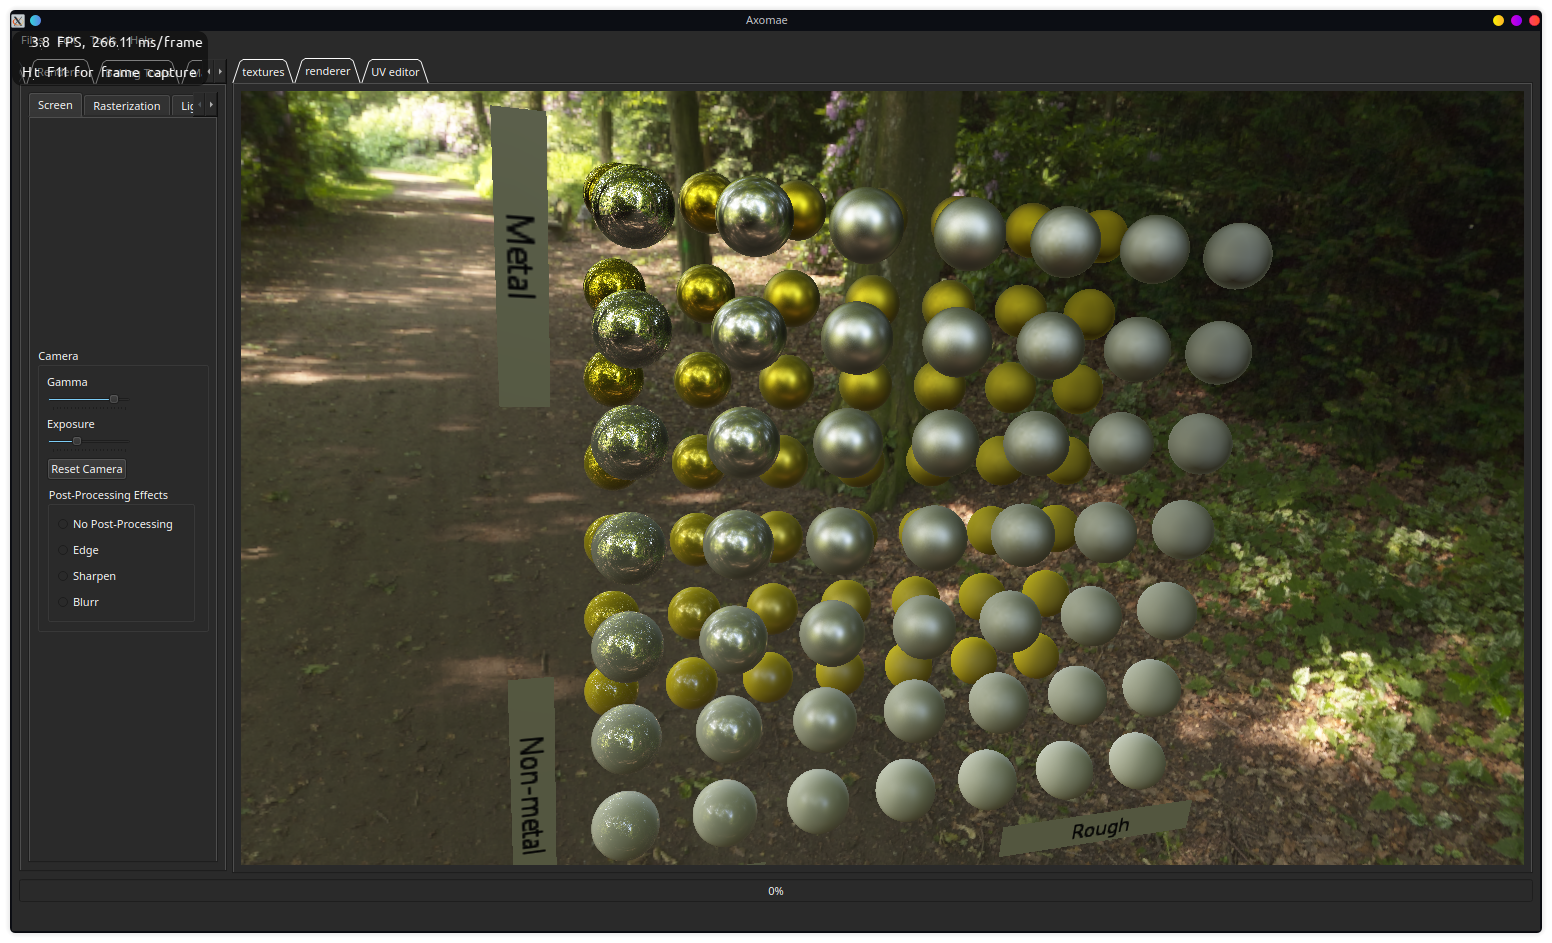 Axomae
3.8 FPS, 266.11 ms/frame
Hit F11 for frame capture
textures
renderer
UV editor
Screen
Rasterization
Camera
Gamma
Exposure
Reset Camera
Post-Processing Effects
No Post-Processing
Edge
Sharpen
Blurr
Metal
Non-metal
Rough
0%